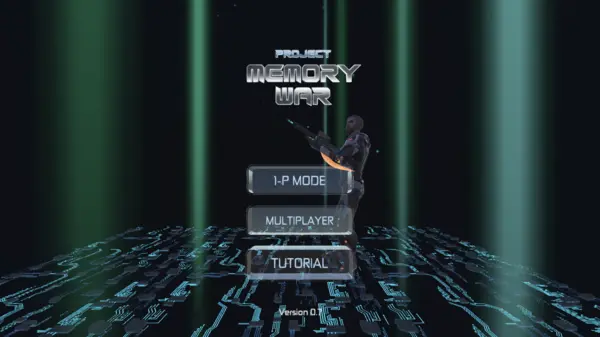 PROJECT
MEMORY
WAR
1-P MODE
MULTIPLAYER
TUTORIAL
Version 0.7